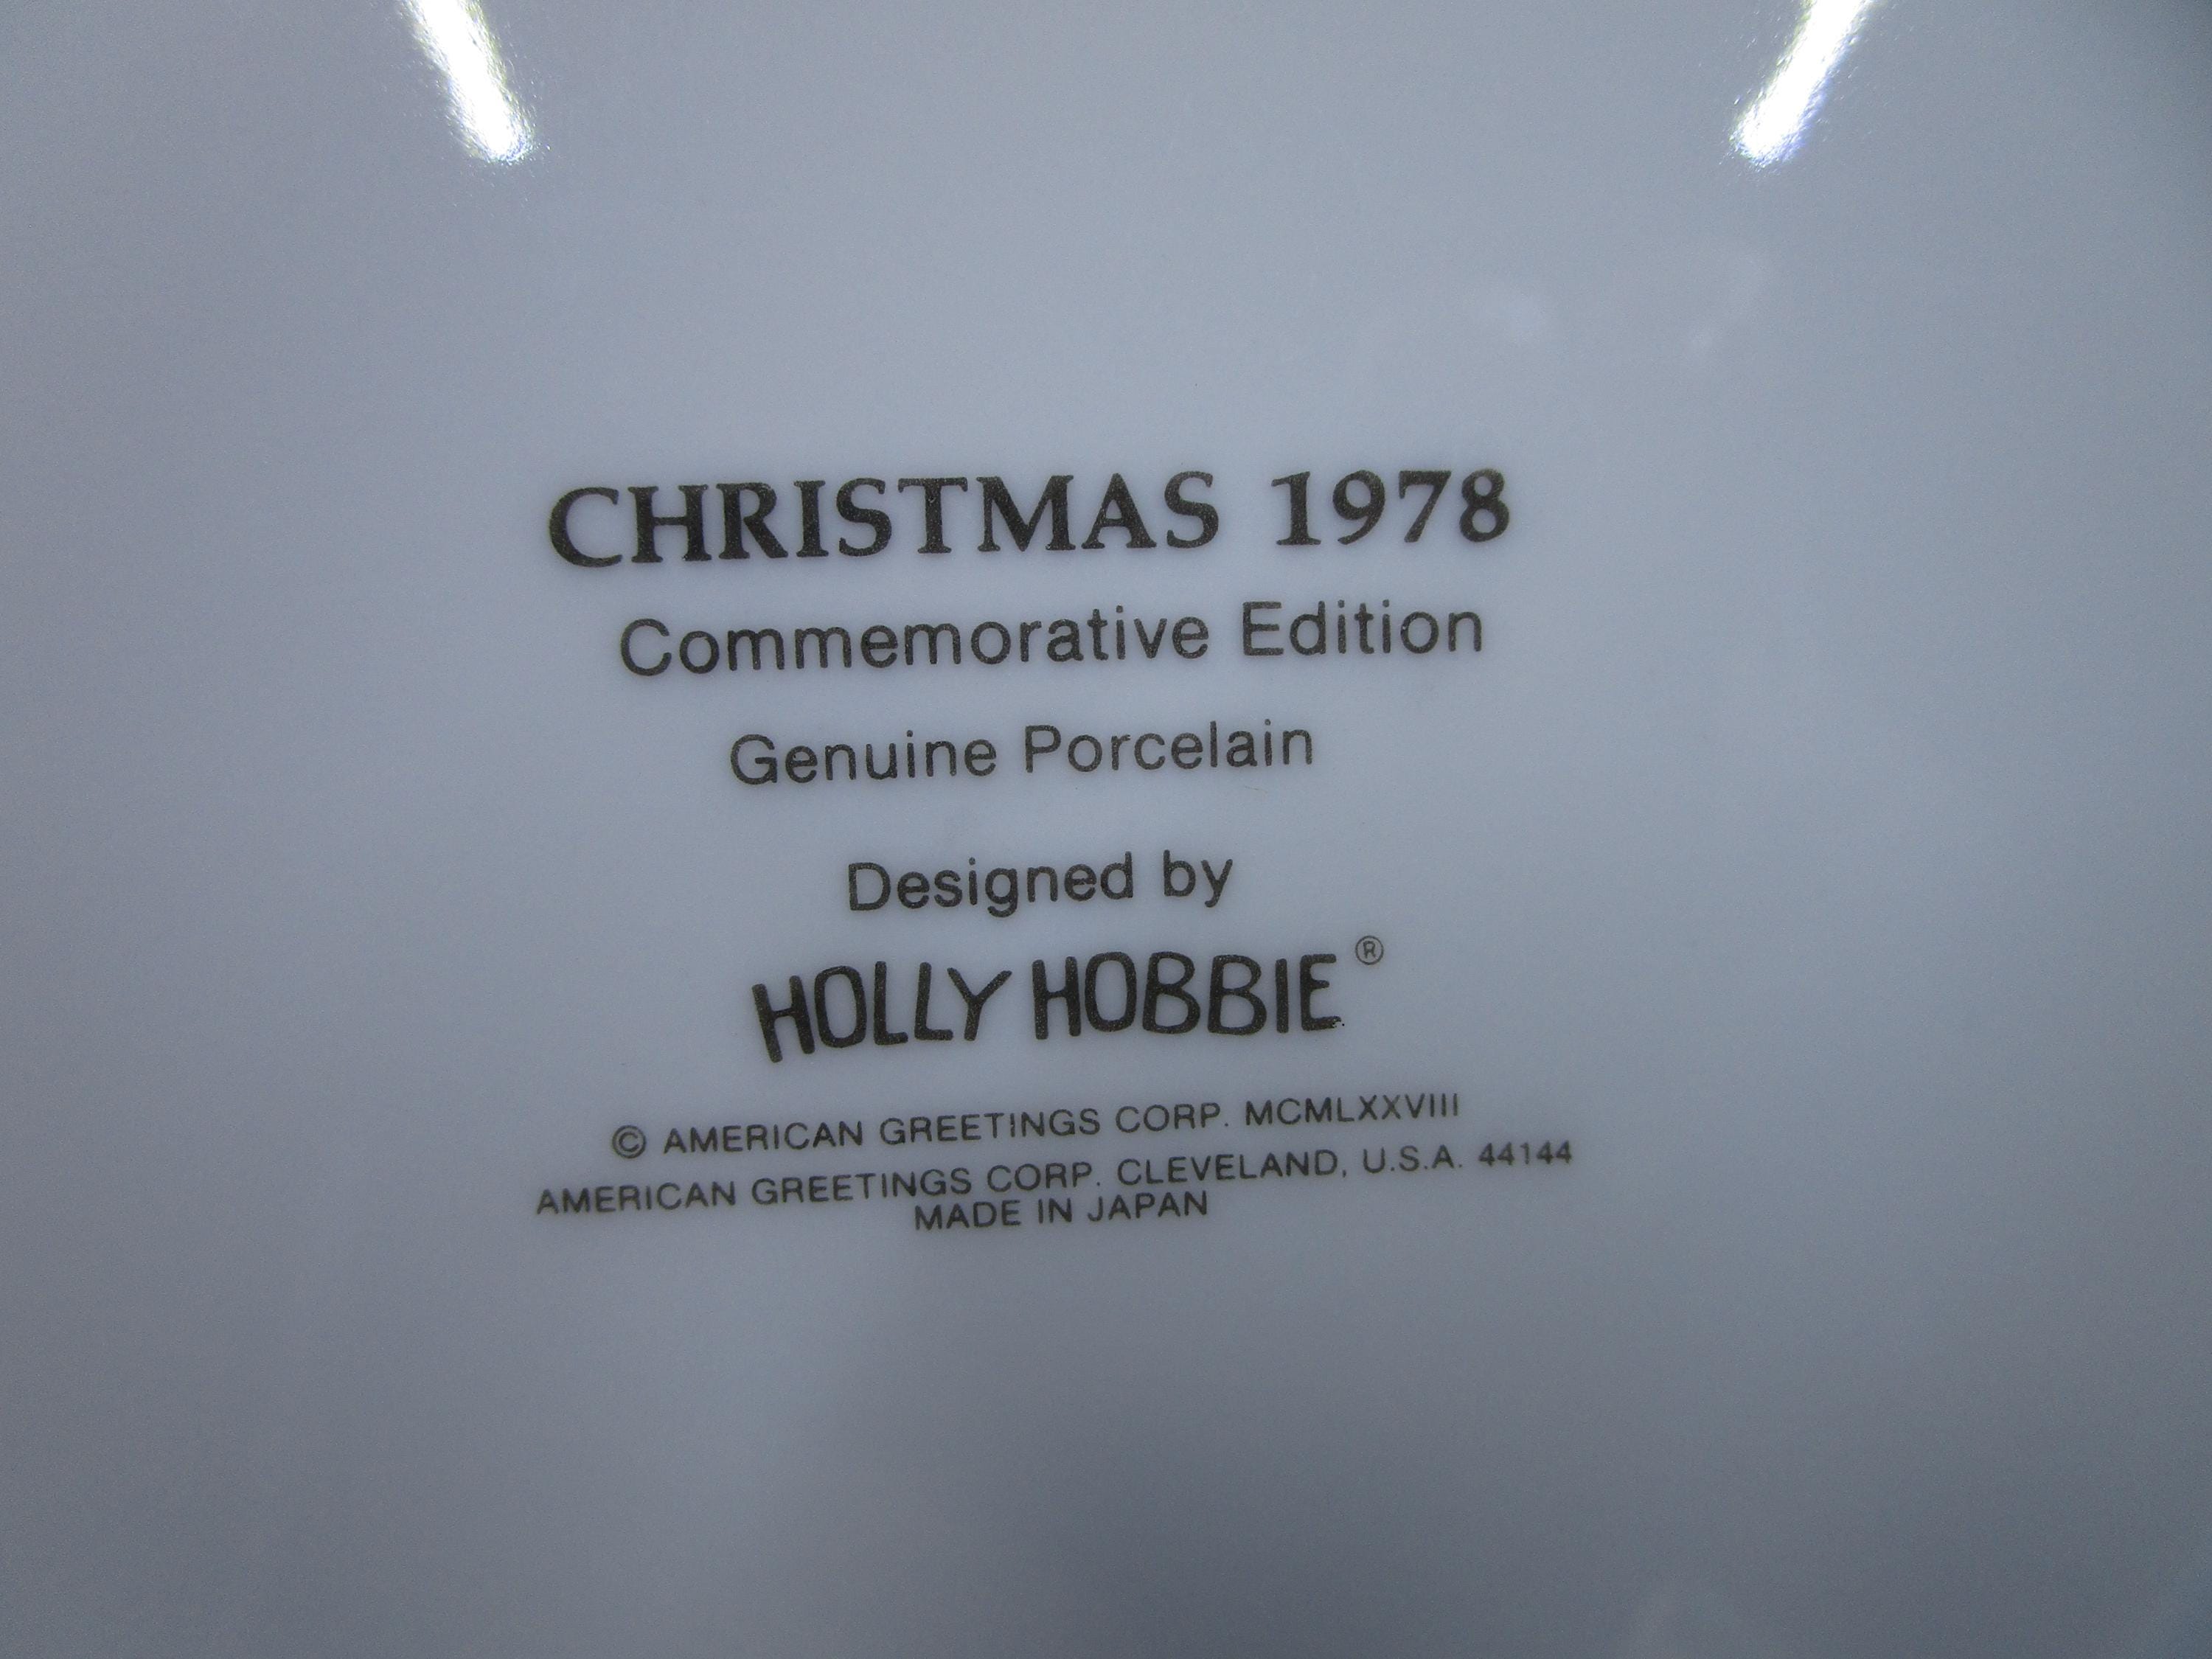 CHRISTMAS 1978
Commemorative Edition
Genuine Porcelain
Designed by
HOLLY HOBBIE®
© AMERICAN GREETINGS CORP. MCMLXXVIII
AMERICAN GREETINGS CORP. CLEVELAND, U.S.A. 44144
MADE IN JAPAN